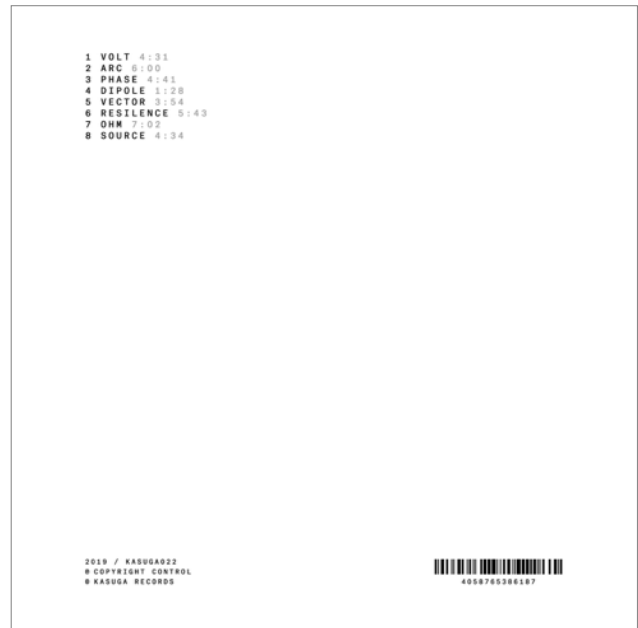 1 VOLT 4:31
2 ARC 6:00
3 PHASE 4:41
4 DIPOLE 1:28
5 VECTOR 3:54
6 RESILENCE 5:43
7 OHM 7:02
8 SOURCE 4:34
2019 / KASUGA022
© COPYRIGHT CONTROL
℗ KASUGA RECORDS
4058765386187